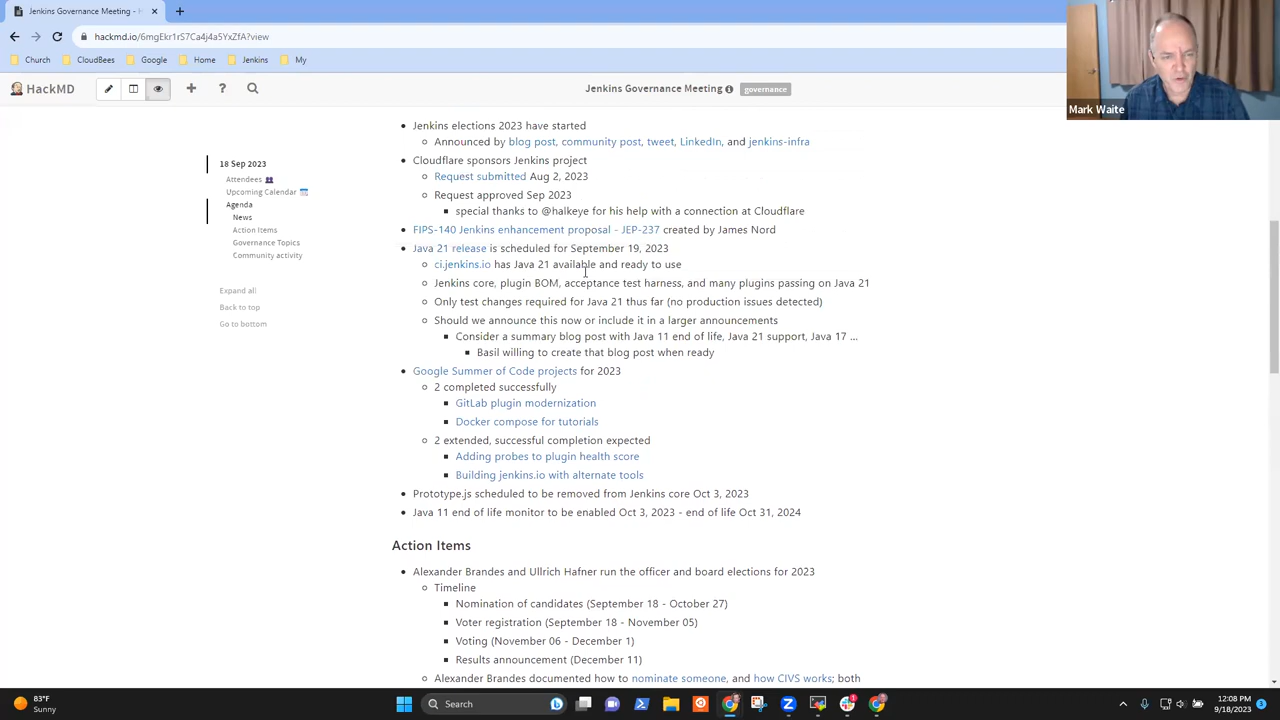 Jenkins Governance Meeting - H
hackmd.io/6mgEkr1rS7Ca4j4a5YxZfA?view
Church
CloudBees
Google
Home
Jenkins
My
HackMD
Jenkins Governance Meeting
governance
Mark Waite
18 Sep 2023
Attendees
Upcoming Calendar
Agenda
News
Action Items
Governance Topics
Community activity
Expand all
Back to top
Go to bottom
Jenkins elections 2023 have started
Announced by blog post, community post, tweet, LinkedIn, and jenkins-infra
Cloudflare sponsors Jenkins project
Request submitted Aug 2, 2023
Request approved Sep 2023
special thanks to @halkeye for his help with a connection at Cloudflare
FIPS-140 Jenkins enhancement proposal - JEP-237 created by James Nord
Java 21 release is scheduled for September 19, 2023
ci.jenkins.io has Java 21 available and ready to use
Jenkins core, plugin BOM, acceptance test harness, and many plugins passing on Java 21
Only test changes required for Java 21 thus far (no production issues detected)
Should we announce this now or include it in a larger announcements
Consider a summary blog post with Java 11 end of life, Java 21 support, Java 17 ...
Basil willing to create that blog post when ready
Google Summer of Code projects for 2023
2 completed successfully
GitLab plugin modernization
Docker compose for tutorials
2 extended, successful completion expected
Adding probes to plugin health score
Building jenkins.io with alternate tools
Prototype.js scheduled to be removed from Jenkins core Oct 3, 2023
Java 11 end of life monitor to be enabled Oct 3, 2023 - end of life Oct 31, 2024
Action Items
Alexander Brandes and Ullrich Hafner run the officer and board elections for 2023
Timeline
Nomination of candidates (September 18 - October 27)
Voter registration (September 18 - November 05)
Voting (November 06 - December 1)
Results announcement (December 11)
Alexander Brandes documented how to nominate someone, and how CIVS works; both
83°F
Sunny
Search
12:08 PM
9/18/2023